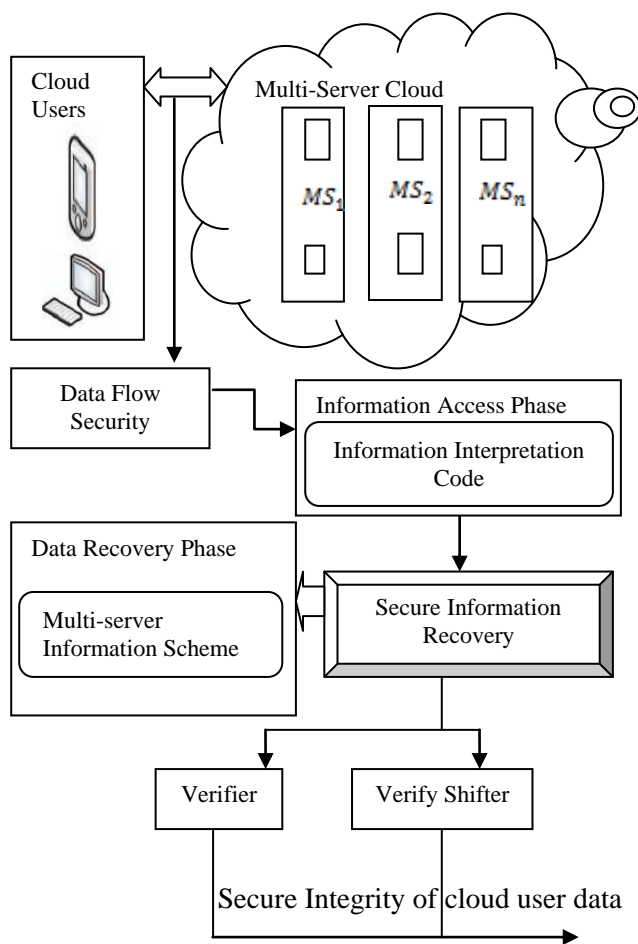 Cloud
Users
Multi-Server Cloud
MS₁
MS₂
MSₙ
Data Flow
Security
Information Access Phase
Information Interpretation
Code
Data Recovery Phase
Multi-server
Information Scheme
Secure Information
Recovery
Verifier
Verify Shifter
Secure Integrity of cloud user data